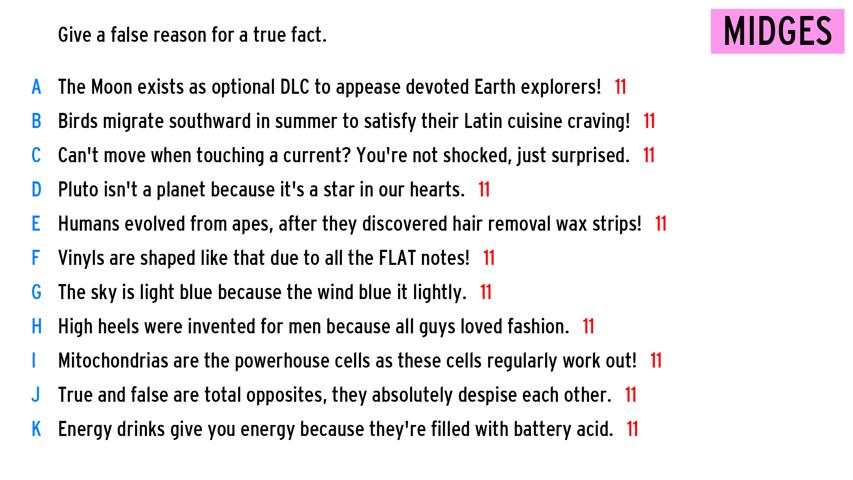 Give a false reason for a true fact.
MIDGES
A The Moon exists as optional DLC to appease devoted Earth explorers! 11
B Birds migrate southward in summer to satisfy their Latin cuisine craving! 11
C Can't move when touching a current? You're not shocked, just surprised. 11
D Pluto isn't a planet because it's a star in our hearts. 11
E Humans evolved from apes, after they discovered hair removal wax strips! 11
F Vinyls are shaped like that due to all the FLAT notes! 11
G The sky is light blue because the wind blue it lightly. 11
H High heels were invented for men because all guys loved fashion. 11
I Mitochondrias are the powerhouse cells as these cells regularly work out! 11
J True and false are total opposites, they absolutely despise each other. 11
K Energy drinks give you energy because they're filled with battery acid. 11